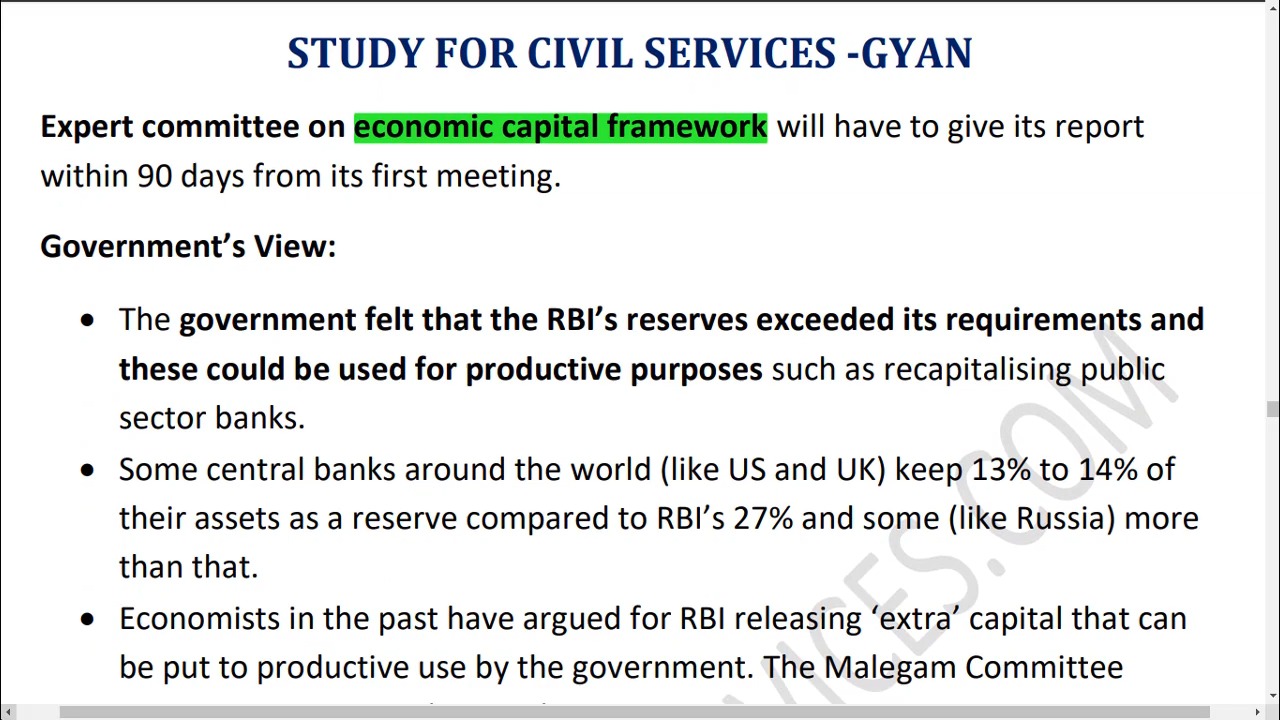 STUDY FOR CIVIL SERVICES -GYAN
Expert committee on economic capital framework will have to give its report
within 90 days from its first meeting.
Government’s View:
• The government felt that the RBI’s reserves exceeded its requirements and
these could be used for productive purposes such as recapitalising public
sector banks.
• Some central banks around the world (like US and UK) keep 13% to 14% of
their assets as a reserve compared to RBI’s 27% and some (like Russia) more
than that.
• Economists in the past have argued for RBI releasing ‘extra’ capital that can
be put to productive use by the government. The Malegam Committee
VICES.COM